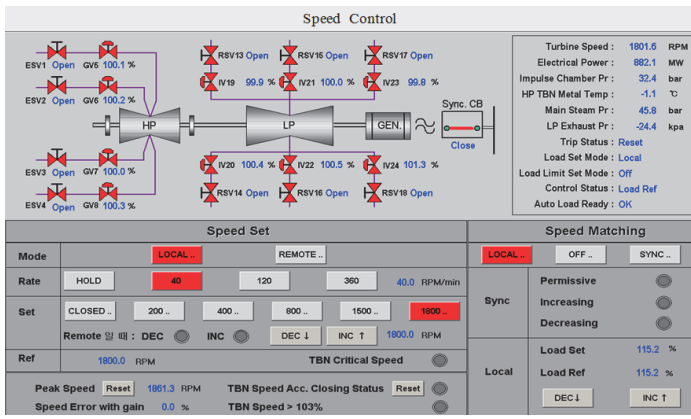 Speed Control
RSV13 Open RSV16 Open RSV17 Open
ESV1 Open GV5 100.1 %
IV19 99.9 % IV21 100.0 % IV23 99.8 %
ESV2 Open GV6 100.2 %
HP LP GEN. Sync. CB
Close
ESV3 Open GV7 100.0 %
IV20 100.4 % IV22 100.5 % IV24 101.3 %
ESV4 Open GV8 100.3 %
RSV14 Open RSV16 Open RSV18 Open
Turbine Speed : 1801.6 RPM
Electrical Power : 882.1 MW
Impulse Chamber Pr : 32.4 bar
HP TBN Metal Temp : -1.1 ℃
Main Steam Pr : 45.8 bar
LP Exhaust Pr : -24.4 kpa
Trip Status : Reset
Load Set Mode : Local
Load Limit Set Mode : Off
Control Status : Load Ref
Auto Load Ready : OK
Speed Set
Mode LOCAL .. REMOTE ..
Rate HOLD 40 120 360 40.0 RPM/min
Set CLOSED .. 200 .. 400 .. 800 .. 1500 .. 1800 ..
Remote 일 때 : DEC INC DEC ↓ INC ↑ 1800.0 RPM
Ref 1800.0 RPM TBN Critical Speed
Peak Speed Reset 1861.3 RPM TBN Speed Acc. Closing Status Reset
Speed Error with gain 0.0 % TBN Speed > 103%
Speed Matching
LOCAL .. OFF .. SYNC ..
Sync
Permissive
Increasing
Decreasing
Local
Load Set 115.2 %
Load Ref 115.2 %
DEC ↓ INC ↑